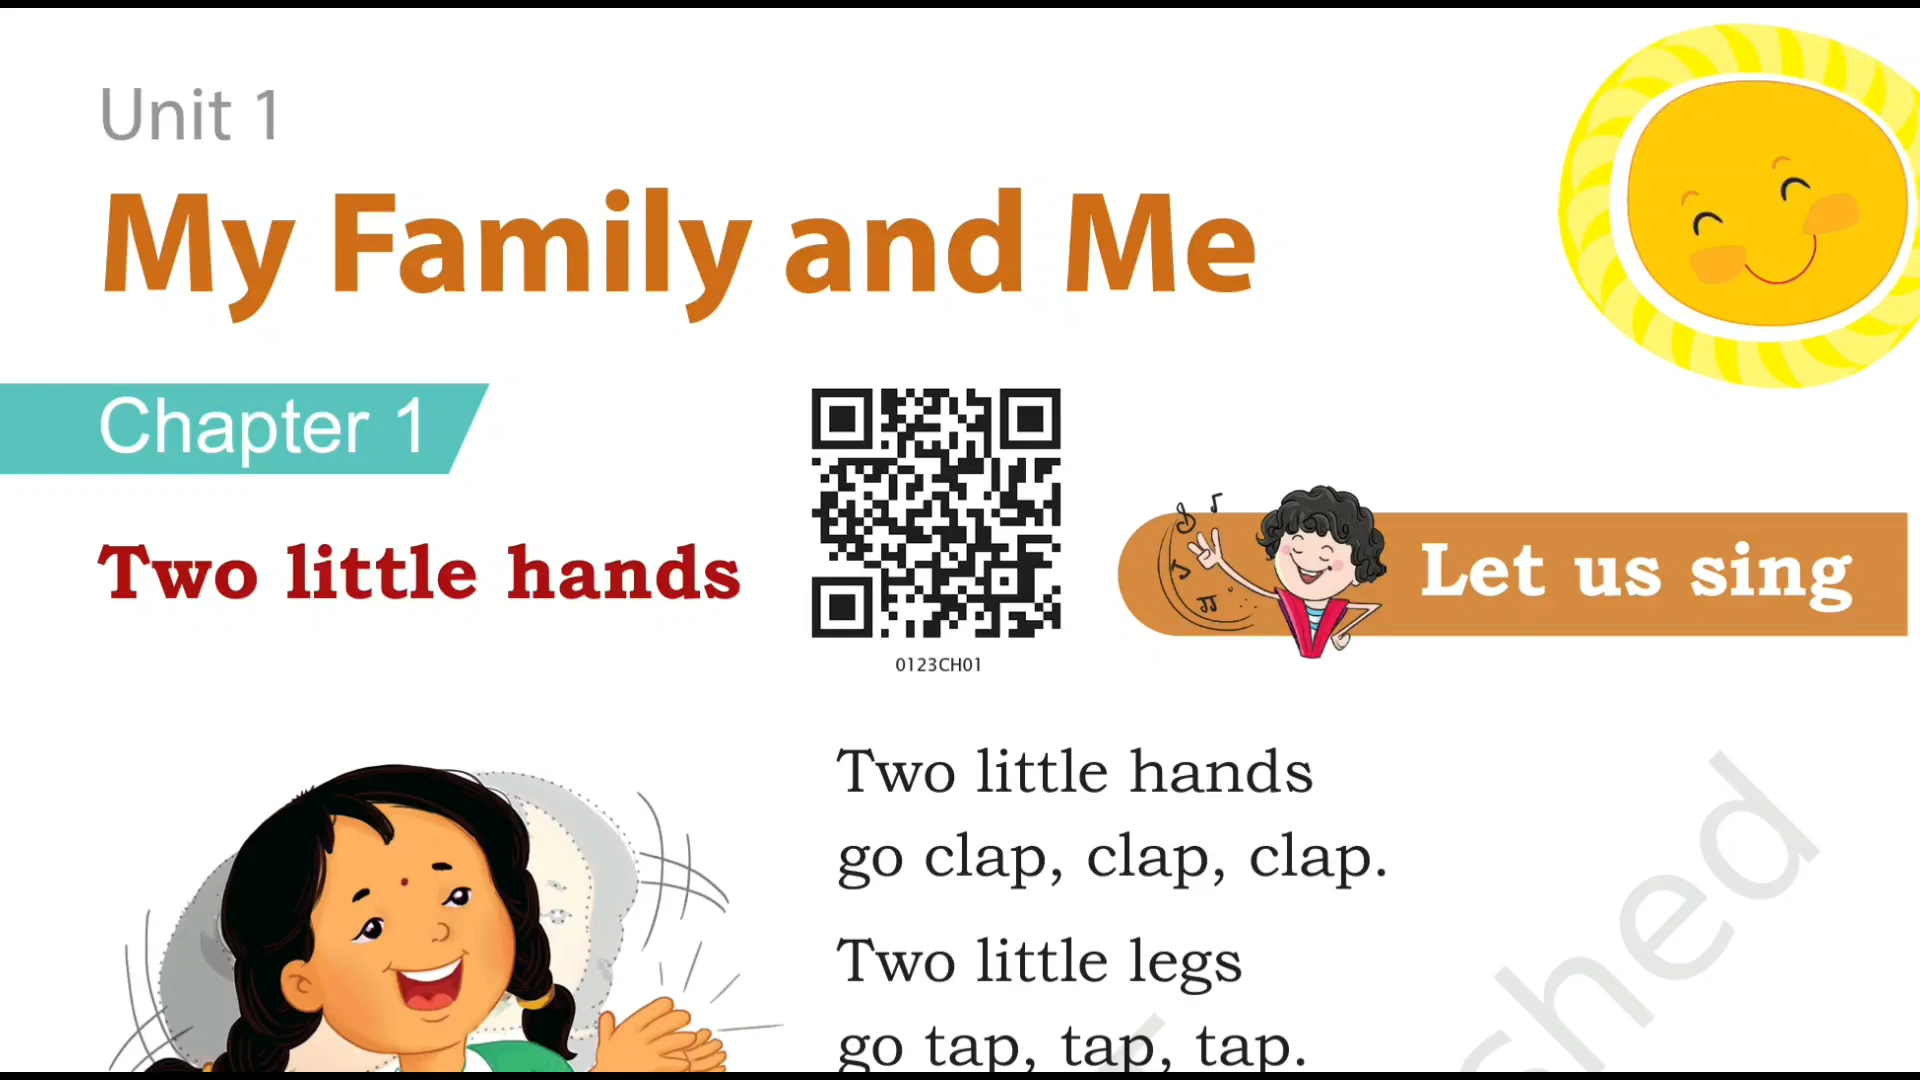 Unit 1
My Family and Me
Chapter 1
Two little hands
0123CH01
Let us sing
Two little hands
go clap, clap, clap.
Two little legs
go tap, tap, tap.